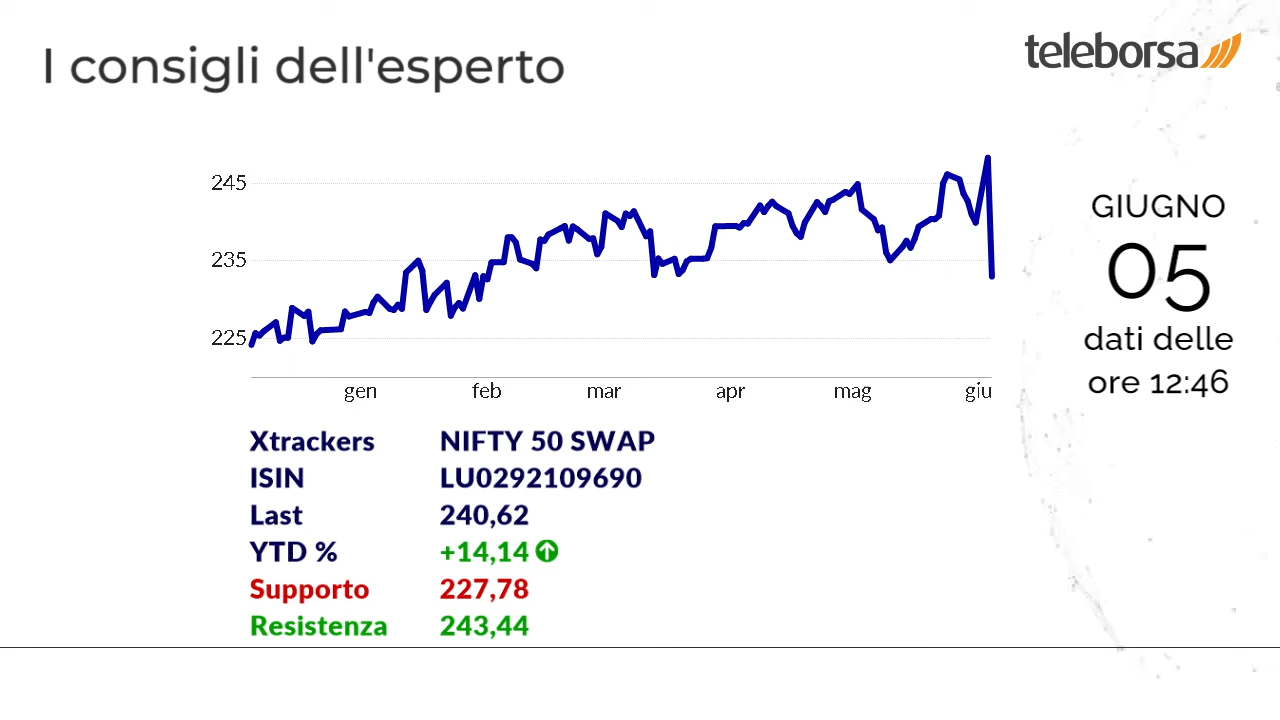 I consigli dell'esperto
teleborsa
245
235
225
gen feb mar apr mag giu
GIUGNO
05
dati delle
ore 12:46
Xtrackers NIFTY 50 SWAP
ISIN LU0292109690
Last 240,62
YTD % +14,14
Supporto 227,78
Resistenza 243,44